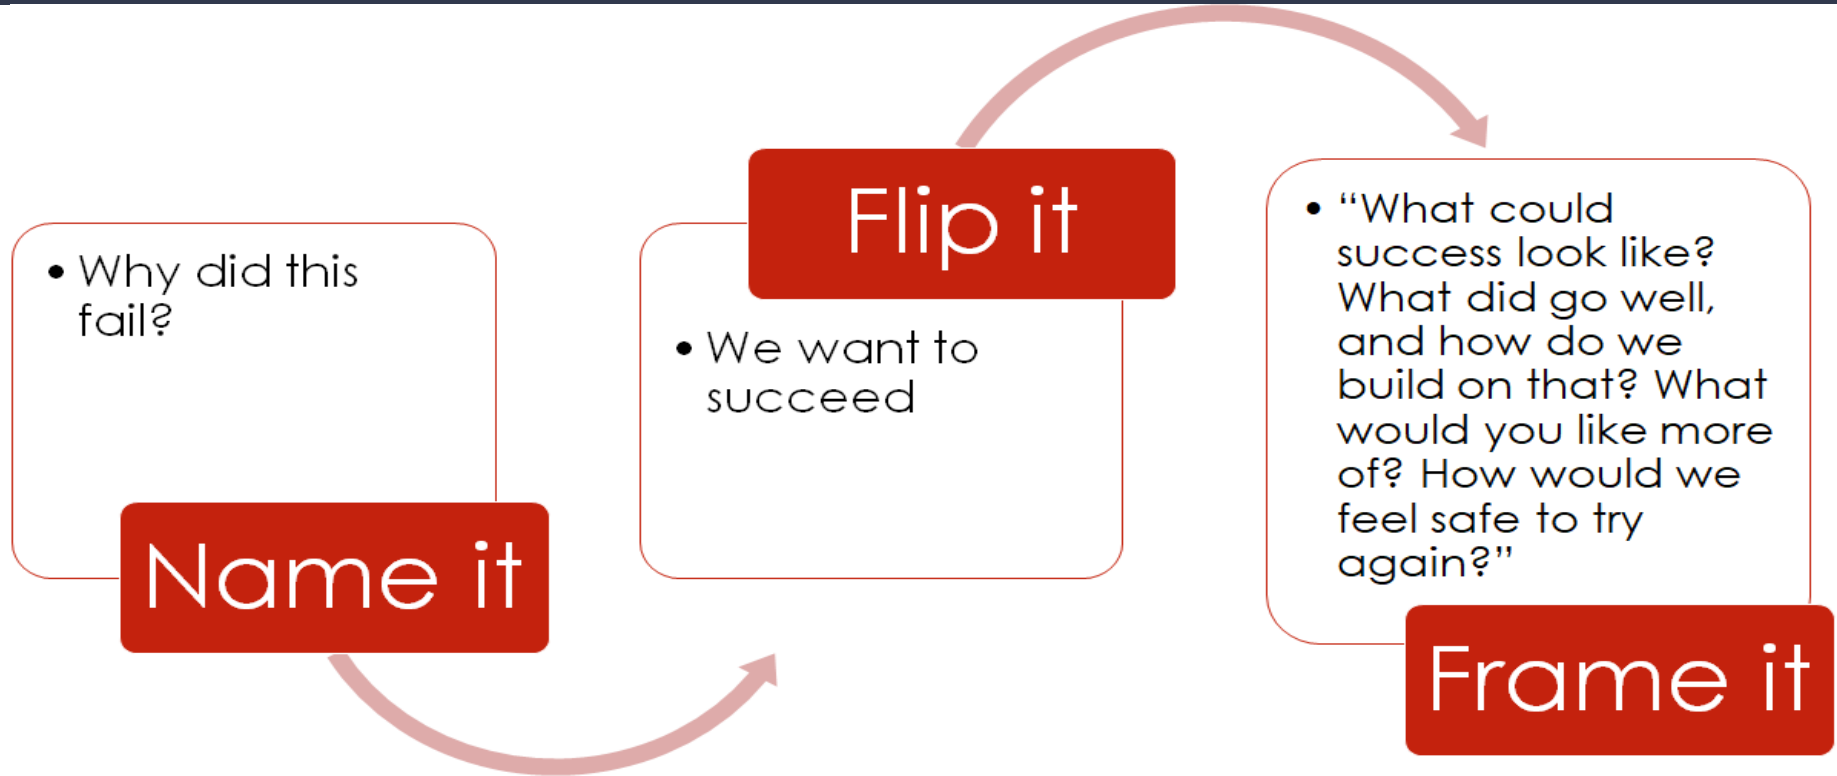 • Why did this
fail?
Name it
Flip it
• We want to
succeed
• “What could
success look like?
What did go well,
and how do we
build on that? What
would you like more
of? How would we
feel safe to try
again?”
Frame it